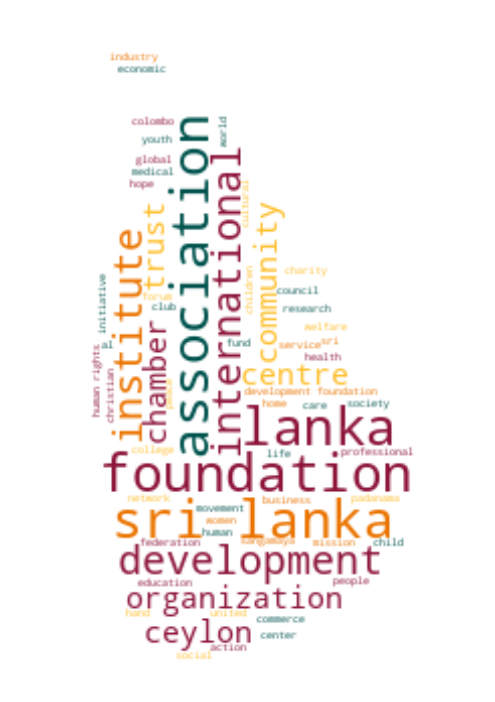 industry
economic
colombo
world
youth
association
global
medical
international
hope
cultural
trust
community
institute
charity
children
initiative
council
forum
club
research
chamber
welfare
al
fund
service
sri
human rights
christian
health
centre
peace
development foundation
home
care
society
lanka
college
life
professional
foundation
network
business
padanama
sri lanka
movement
women
human
federation
sangamaya
mission
child
development
education
people
organization
hand
united
commerce
ceylon
center
action
social